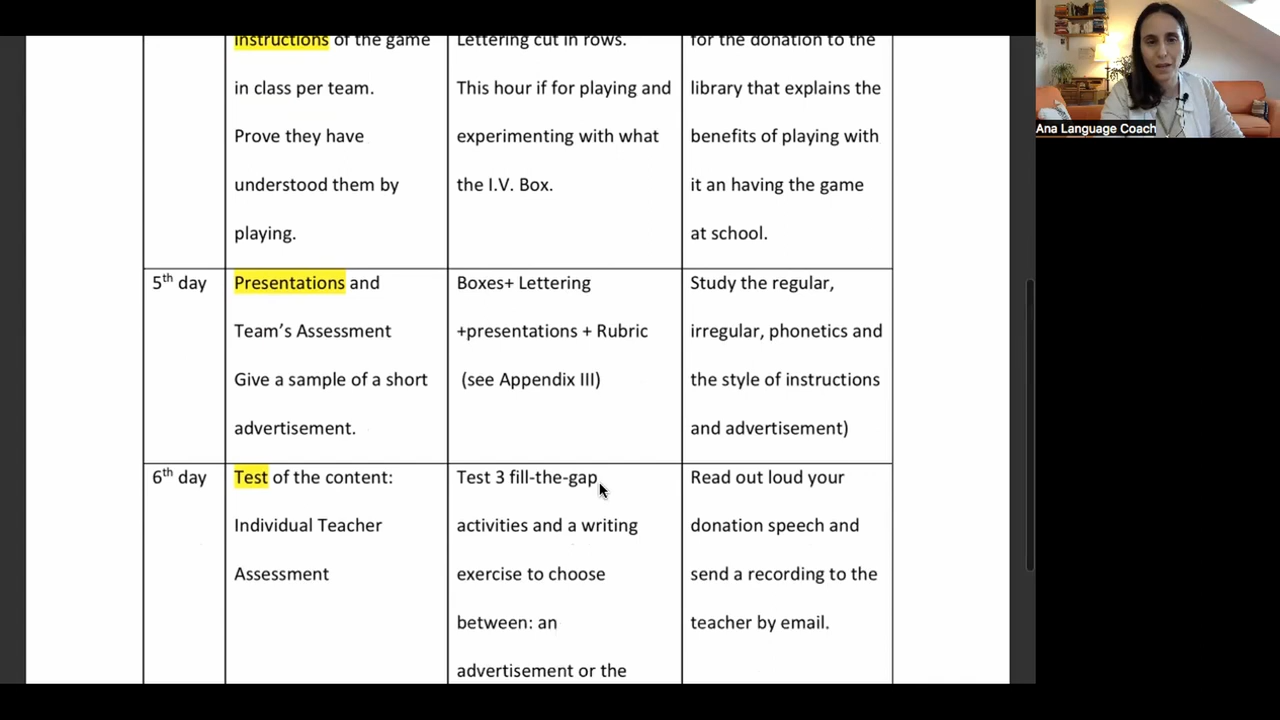 Instructions of the game
in class per team.
Prove they have
understood them by
playing.
Lettering cut in rows.
This hour if for playing and
experimenting with what
the I.V. Box.
for the donation to the
library that explains the
benefits of playing with
it an having the game
at school.
5th day
Presentations and
Team’s Assessment
Give a sample of a short
advertisement.
Boxes+ Lettering
+presentations + Rubric
(see Appendix III)
Study the regular,
irregular, phonetics and
the style of instructions
and advertisement)
6th day
Test of the content:
Individual Teacher
Assessment
Test 3 fill-the-gap
activities and a writing
exercise to choose
between: an
advertisement or the
Read out loud your
donation speech and
send a recording to the
teacher by email.
Ana Language Coach